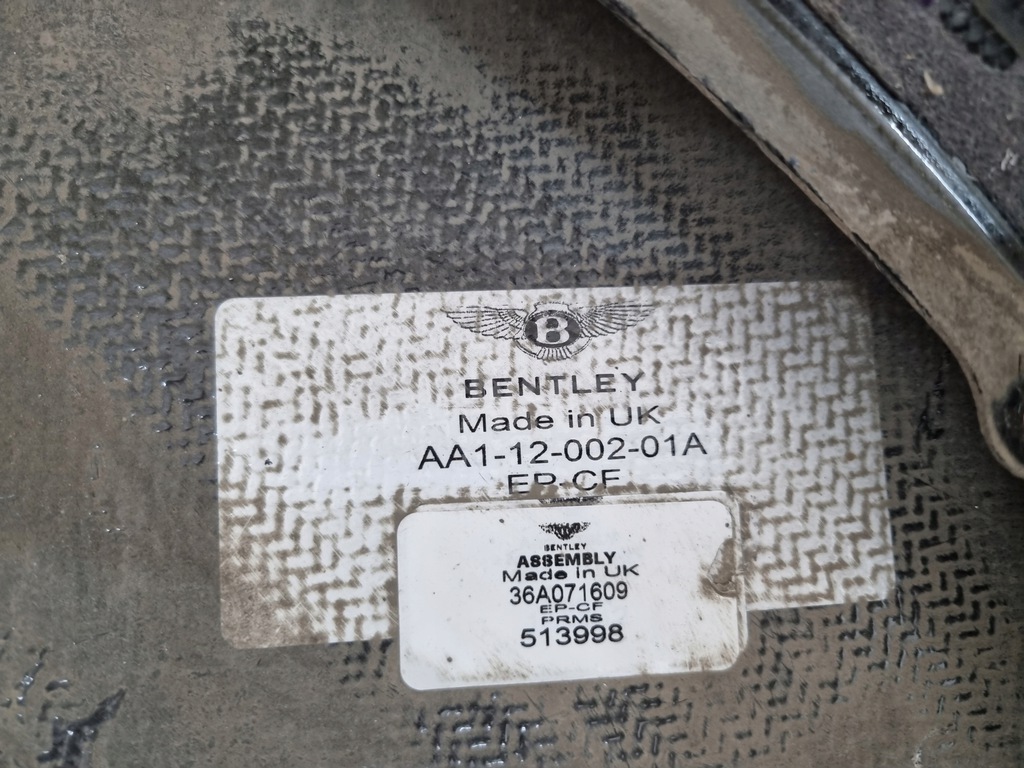 B
BENTLEY
Made in UK
AA1-12-002-01A
EP-CF
BENTLEY
ASSEMBLY
Made in UK
36A071609
EP-CF
PRMS
513998